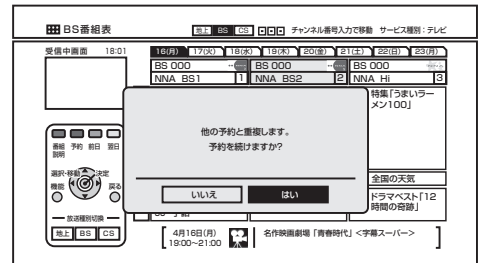 BS番組表
地上 BS CS チャンネル番号入力で移動 サービス種別：テレビ
受信中画面 18:01
16(月) 17(火) 18(水) 19(木) 20(金) 21(土) 22(日) 23(月)
BS 000 BS 000 BS 000
NNA BS1 1 NNA BS2 2 NNA Hi 3
特集「うまいラー
メン100」
他の予約と重複します。
予約を続けますか?
いいえ はい
番組 予約 前日 翌日
説明
選択・移動 決定
機能 戻る
放送種別切換
地上 BS CS
全国の天気
ドラマベスト「12
時間の奇跡」
4月16日(月)
19:00~21:00
名作映画劇場「青春時代」<字幕スーパー>